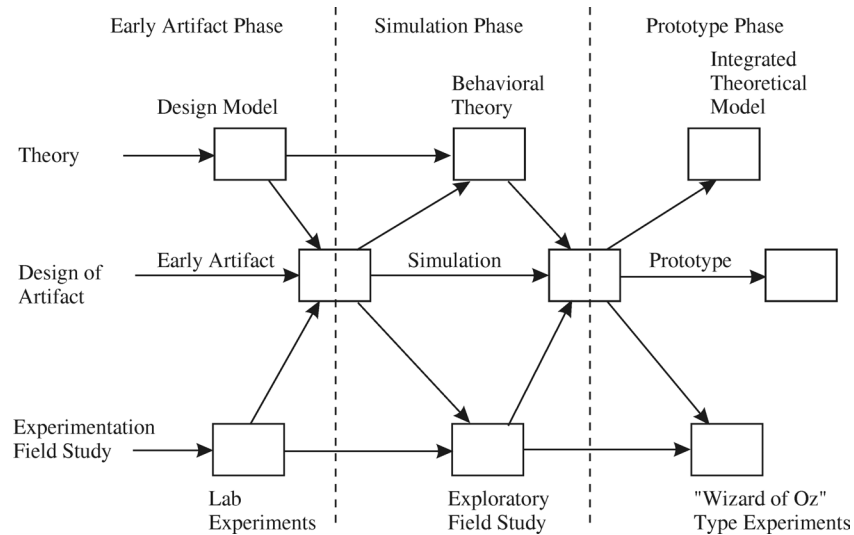 Early Artifact Phase
Simulation Phase
Prototype Phase
Design Model
Behavioral
Theory
Integrated
Theoretical
Model
Theory
Design of
Artifact
Early Artifact
Simulation
Prototype
Experimentation
Field Study
Lab
Experiments
Exploratory
Field Study
"Wizard of Oz"
Type Experiments